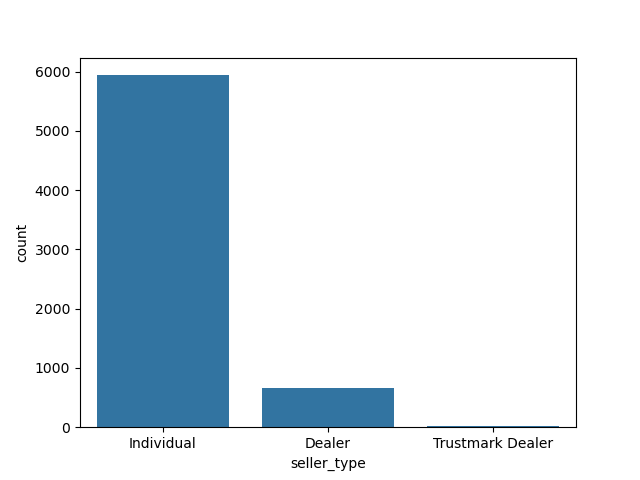 6000
5000
4000
3000
2000
1000
0
count
Individual
Dealer
Trustmark Dealer
seller_type